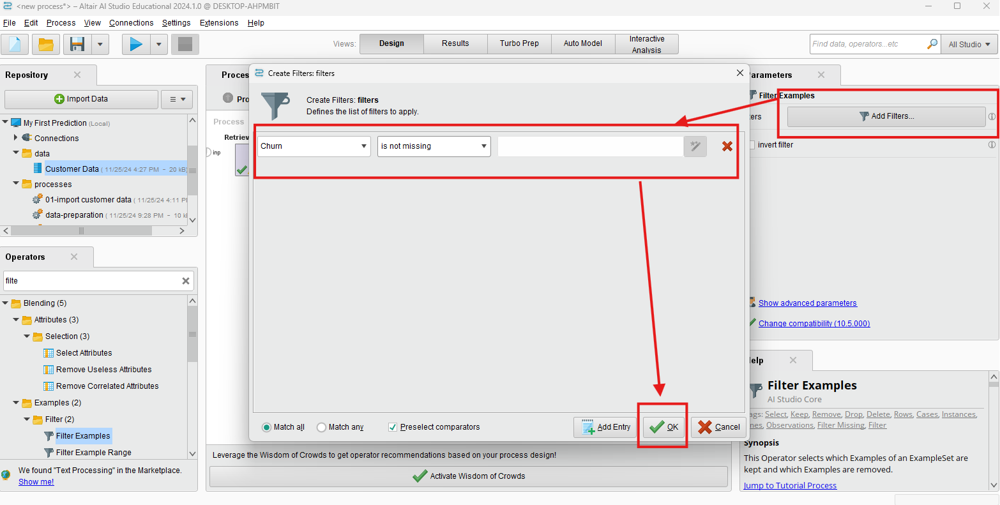 <new process*> – Altair AI Studio Educational 2024.1.0 @ DESKTOP-AHPMBIT
File Edit Process View Connections Settings Extensions Help
Views: Design Results Turbo Prep Auto Model Interactive Analysis
Find data, operators...etc
All Studio
Repository
Import Data
My First Prediction (Local)
Connections
data
Customer Data ( 11/25/24 4:27 PM – 20 kB)
processes
01-import customer data ( 11/25/24 4:11 PM
data-preparation ( 11/25/24 9:28 PM – 10 k
Operators
filte
Blending (5)
Attributes (3)
Selection (3)
Select Attributes
Remove Useless Attributes
Remove Correlated Attributes
Examples (2)
Filter (2)
Filter Examples
Filter Example Range
We found "Text Processing" in the Marketplace.
Show me!
Proces
Pro
Process
Retriev
inp
Create Filters: filters
Create Filters: filters
Defines the list of filters to apply.
Churn
is not missing
Match all
Match any
Preselect comparators
Add Entry
OK
Cancel
Leverage the Wisdom of Crowds to get operator recommendations based on your process design!
Activate Wisdom of Crowds
Parameters
Filter Examples
ters
Add Filters...
invert filter
Show advanced parameters
Change compatibility (10.5.000)
elp
Filter Examples
AI Studio Core
ags: Select, Keep, Remove, Drop, Delete, Rows, Cases, Instances,
nes, Observations, Filter Missing, Filter
Synopsis
This Operator selects which Examples of an ExampleSet are
kept and which Examples are removed.
Jump to Tutorial Process